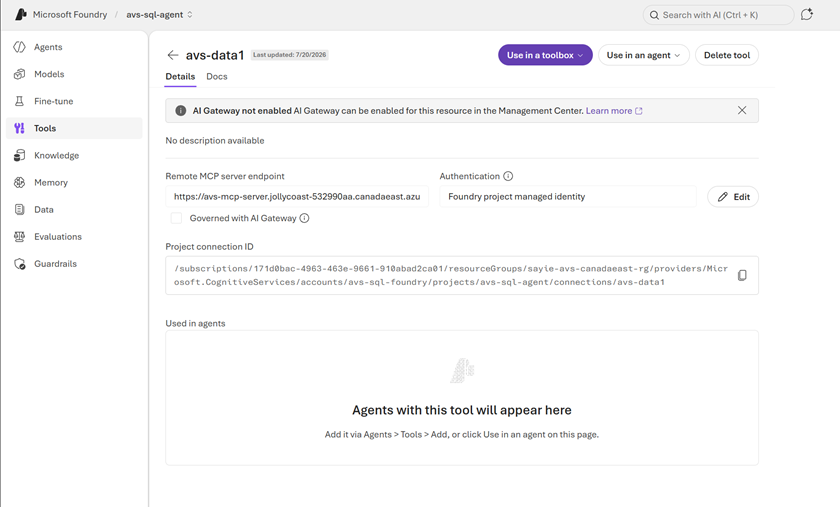 Microsoft Foundry / avs-sql-agent
Search with AI (Ctrl + K)
Agents
Models
Fine-tune
Tools
Knowledge
Memory
Data
Evaluations
Guardrails
avs-data1 Last updated: 7/20/2026
Use in a toolbox
Use in an agent
Delete tool
Details Docs
AI Gateway not enabled AI Gateway can be enabled for this resource in the Management Center. Learn more
No description available
Remote MCP server endpoint
https://avs-mcp-server.jollycoast-532990aa.canadaeast.azu
Authentication
Foundry project managed identity
Edit
Governed with AI Gateway
Project connection ID
/subscriptions/171d0bac-4963-463e-9661-910abad2ca01/resourceGroups/sayie-avs-canadaeast-rg/providers/Micr
osoft.CognitiveServices/accounts/avs-sql-foundry/projects/avs-sql-agent/connections/avs-data1
Used in agents
Agents with this tool will appear here
Add it via Agents > Tools > Add, or click Use in an agent on this page.